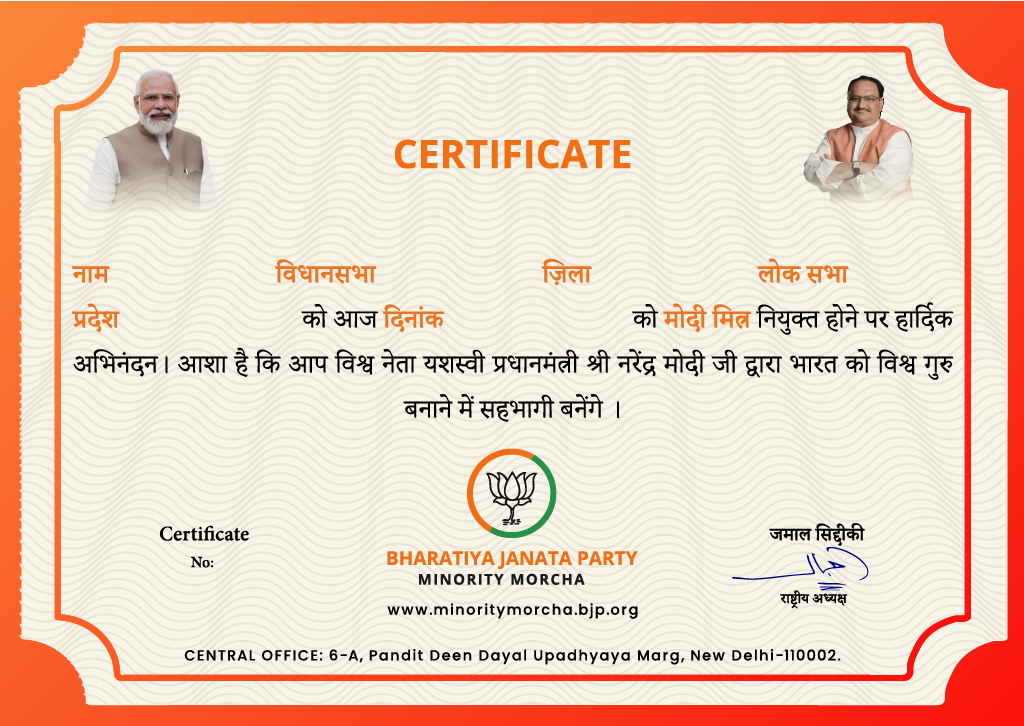 CERTIFICATE
नाम विधानसभा ज़िला लोक सभा
प्रदेश को आज दिनांक को मोदी मित्र नियुक्त होने पर हार्दिक
अभिनंदन। आशा है कि आप विश्व नेता यशस्वी प्रधानमंत्री श्री नरेंद्र मोदी जी द्वारा भारत को विश्व गुरु
बनाने में सहभागी बनेंगे ।
Certificate
No:
BHARATIYA JANATA PARTY
MINORITY MORCHA
www.minoritymorcha.bjp.org
जमाल सिद्दीकी
राष्ट्रीय अध्यक्ष
CENTRAL OFFICE: 6-A, Pandit Deen Dayal Upadhyaya Marg, New Delhi-110002.